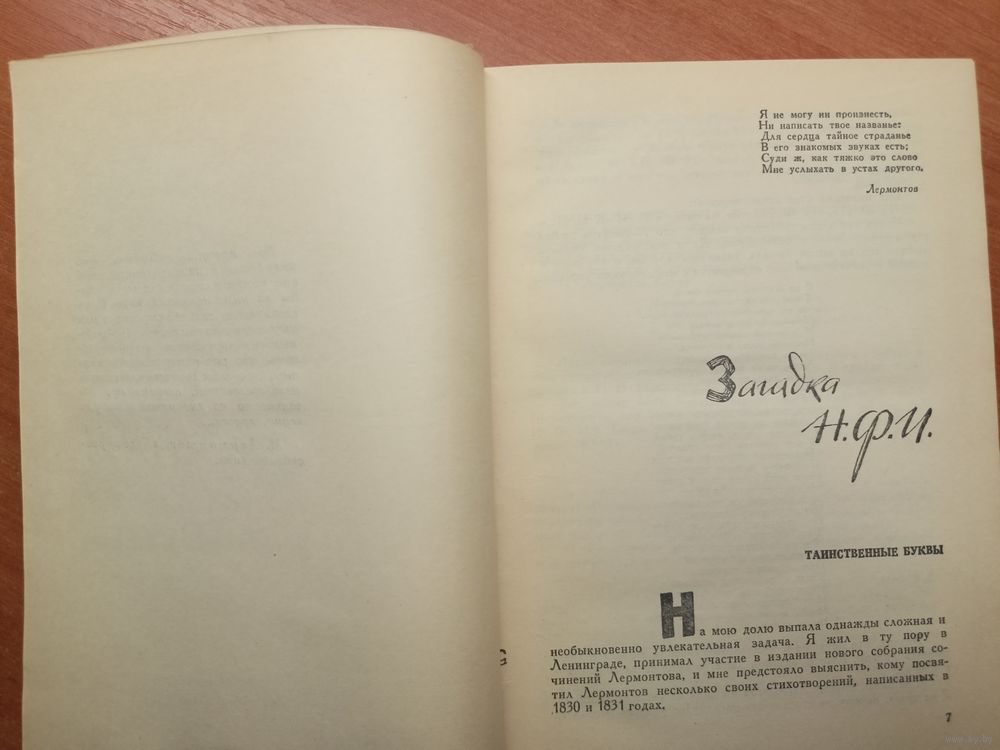 Я не могу ни произнесть,
Ни написать твое названье:
Для сердца тайное страданье
В его знакомых звуках есть;
Суди ж, как тяжко это слово
Мне услыхать в устах другого.
Лермонтов
Загадка
Н.Ф.И.
ТАИНСТВЕННЫЕ БУКВЫ
На мою долю выпала однажды сложная и
необыкновенно увлекательная задача. Я жил в ту пору в
Ленинграде, принимал участие в издании нового собрания со-
чинений Лермонтова, и мне предстояло выяснить, кому посвя-
тил Лермонтов несколько своих стихотворений, написанных в
1830 и 1831 годах.
7
www.ay.by